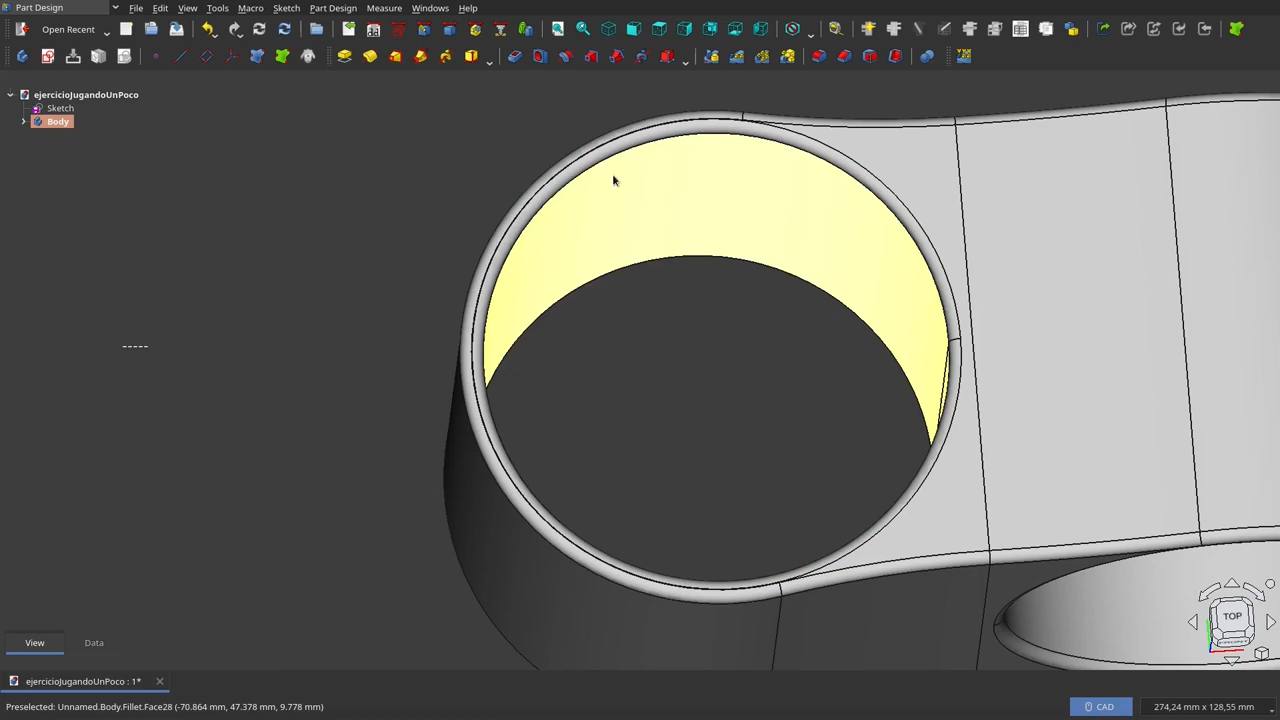 Part Design File Edit View Tools Macro Sketch Part Design Measure Windows Help
Open Recent
ejercicioJugandoUnPoco
Sketch
Body
TOP
View Data
ejercicioJugandoUnPoco : 1*
Preselected: Unnamed.Body.Fillet.Face28 (-70.864 mm, 47.378 mm, 9.778 mm) CAD 274,24 mm x 128,55 mm